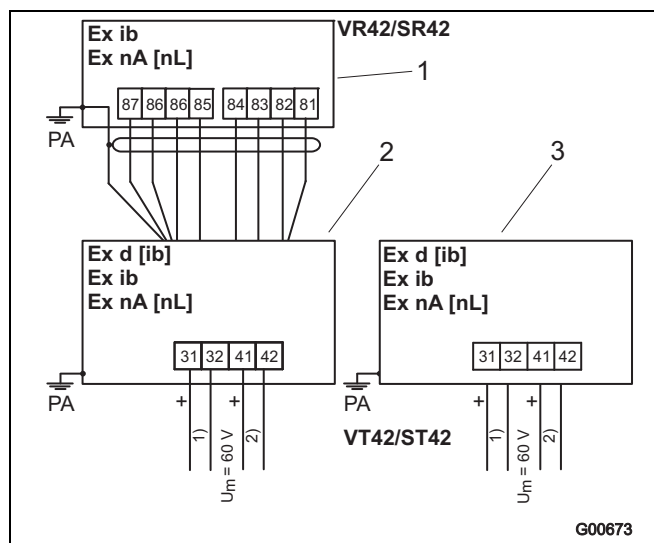 VR42/SR42
Ex ib
Ex nA [nL]
1
87 86 86 85 84 83 82 81
PA
2
3
Ex d [ib]
Ex ib
Ex nA [nL]
31 32 41 42
PA
+ 1) Um = 60 V + 2)
Ex d [ib]
Ex ib
Ex nA [nL]
31 32 41 42
PA
+ 1) Um = 60 V + 2)
VT42/ST42
G00673